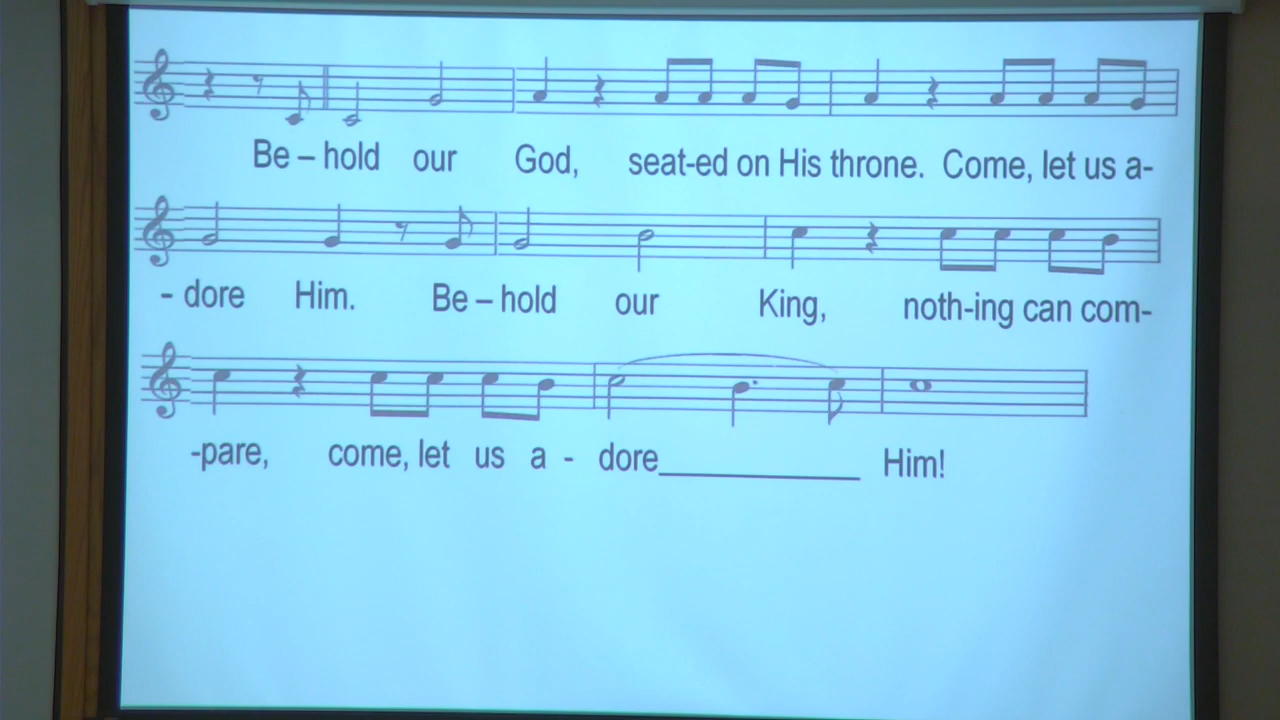 Be – hold our God, seat-ed on His throne. Come, let us a-
- dore Him. Be – hold our King, noth-ing can com-
-pare, come, let us a - dore__________ Him!